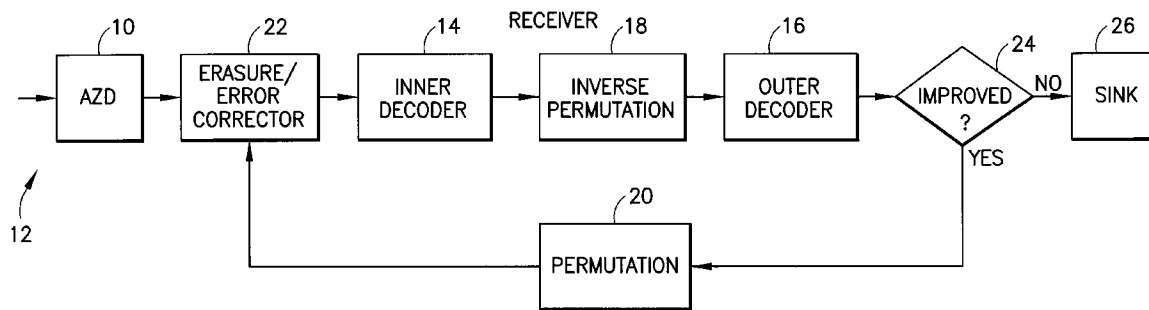 RECEIVER
10
22
14
18
16
24
26
AZD
ERASURE/
ERROR
CORRECTOR
INNER
DECODER
INVERSE
PERMUTATION
OUTER
DECODER
IMPROVED
?
NO
SINK
YES
12
20
PERMUTATION